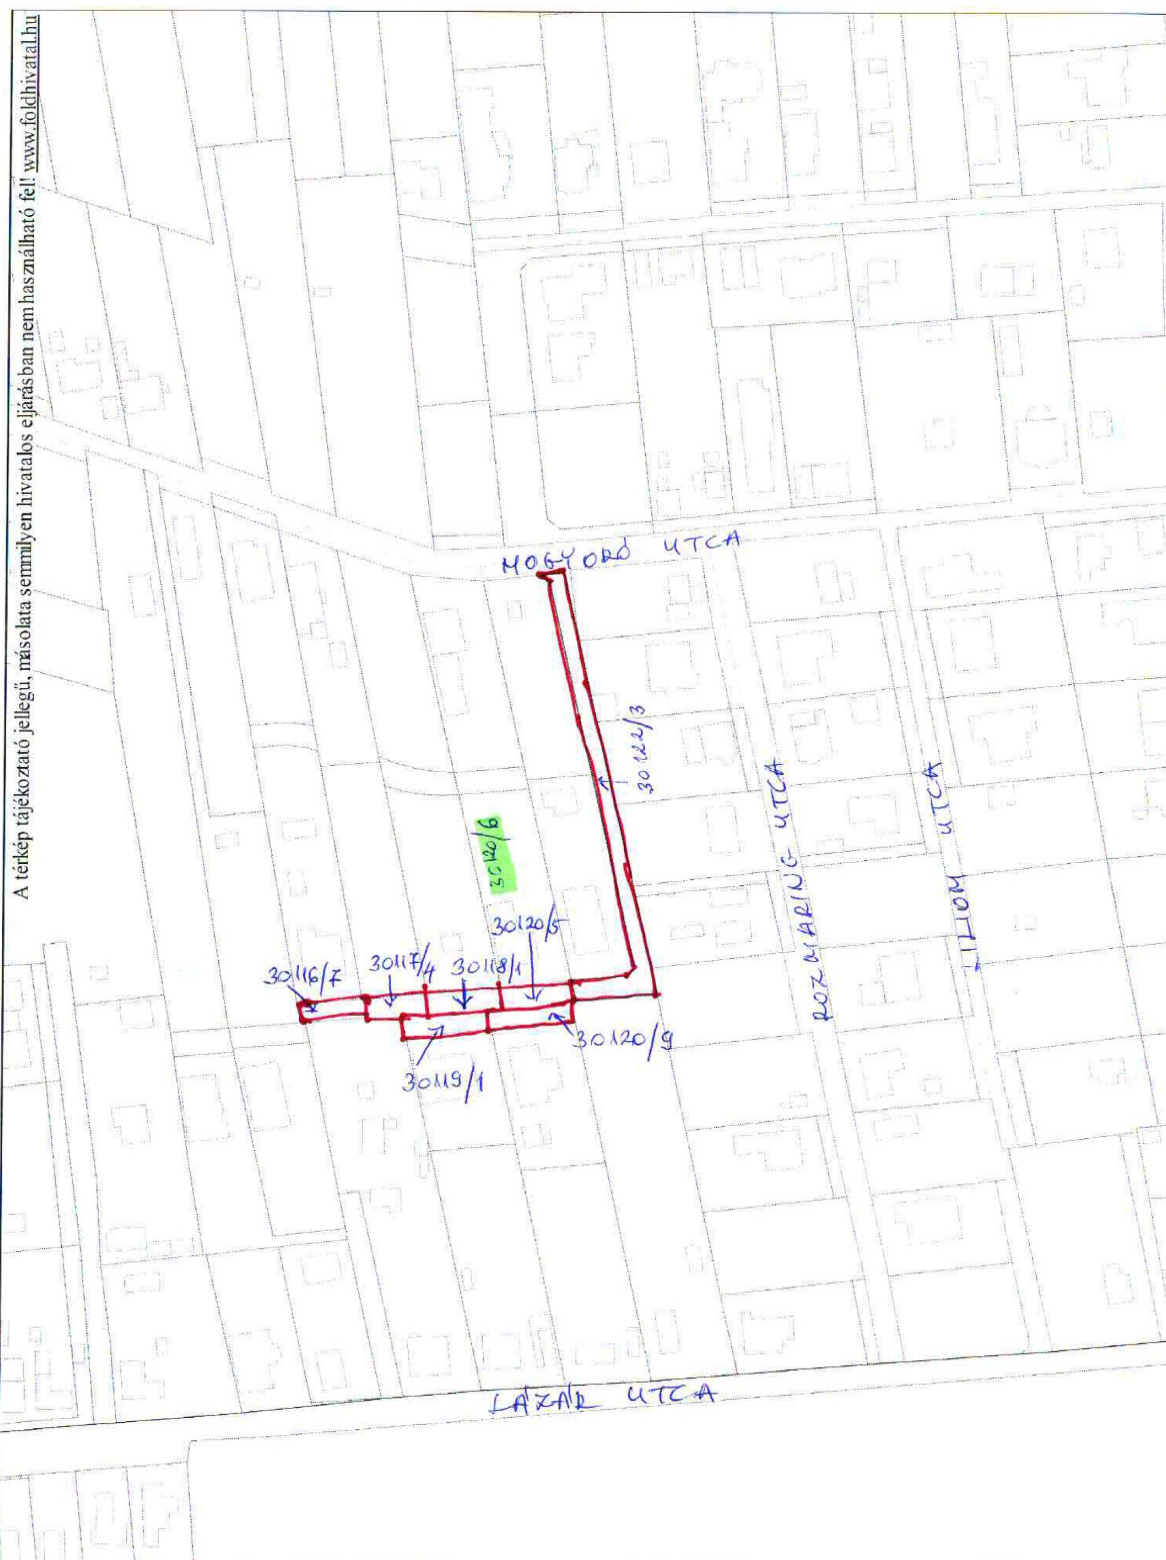 A térkép tájékoztató jellegű, másolata semmilyen hivatalos eljárásban nem használható fel! www.foldhivatal.hu
MOGYORÓ UTCA
30122/3
30120/6
30120/5
30116/7
30117/4
30118/1
30120/9
30119/1
ROZMARING UTCA
LILIOM UTCA
LÁZÁR UTCA